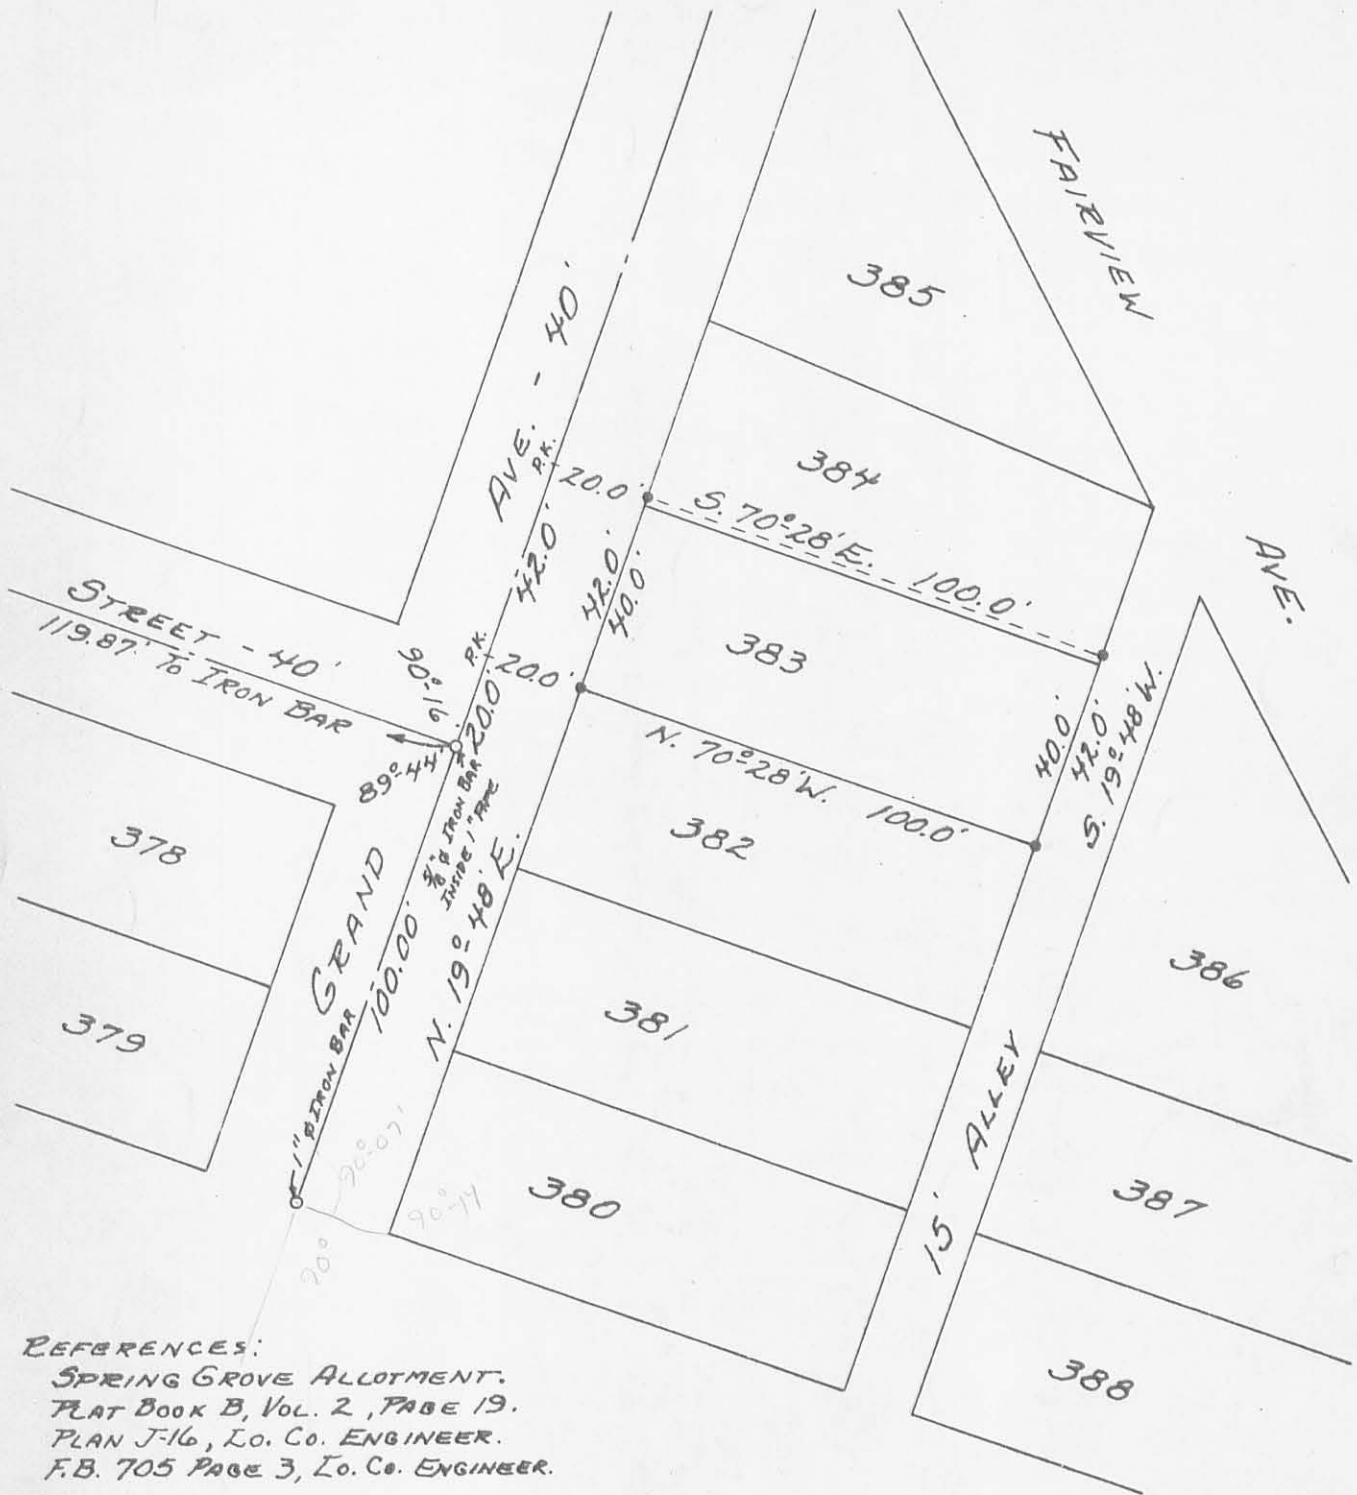 FAIRVIEW
AVE.
385
384
AVE. - 40'
P.K.
20.0'
S. 70°-28' E. 100.0'
42.0'
42.0'
40.0'
STREET - 40'
119.87' TO IRON BAR
90°-16'
P.K.
20.0'
20.0'
383
89°-44'
N. 70°-28' W. 100.0'
40.0'
42.0'
S. 19°-48' W.
5/8" φ IRON BAR
INSIDE 1" PIPE
378
382
GRAND
100.00'
N. 19°-48' E.
386
379
381
1" φ IRON BAR
15' ALLEY
90°-07'
90°-14
90°
380
387
388
REFERENCES:
SPRING GROVE ALLOTMENT.
PLAT BOOK B, VOL. 2, PAGE 19.
PLAN J-16, LO. CO. ENGINEER.
F.B. 705 PAGE 3, LO. CO. ENGINEER.